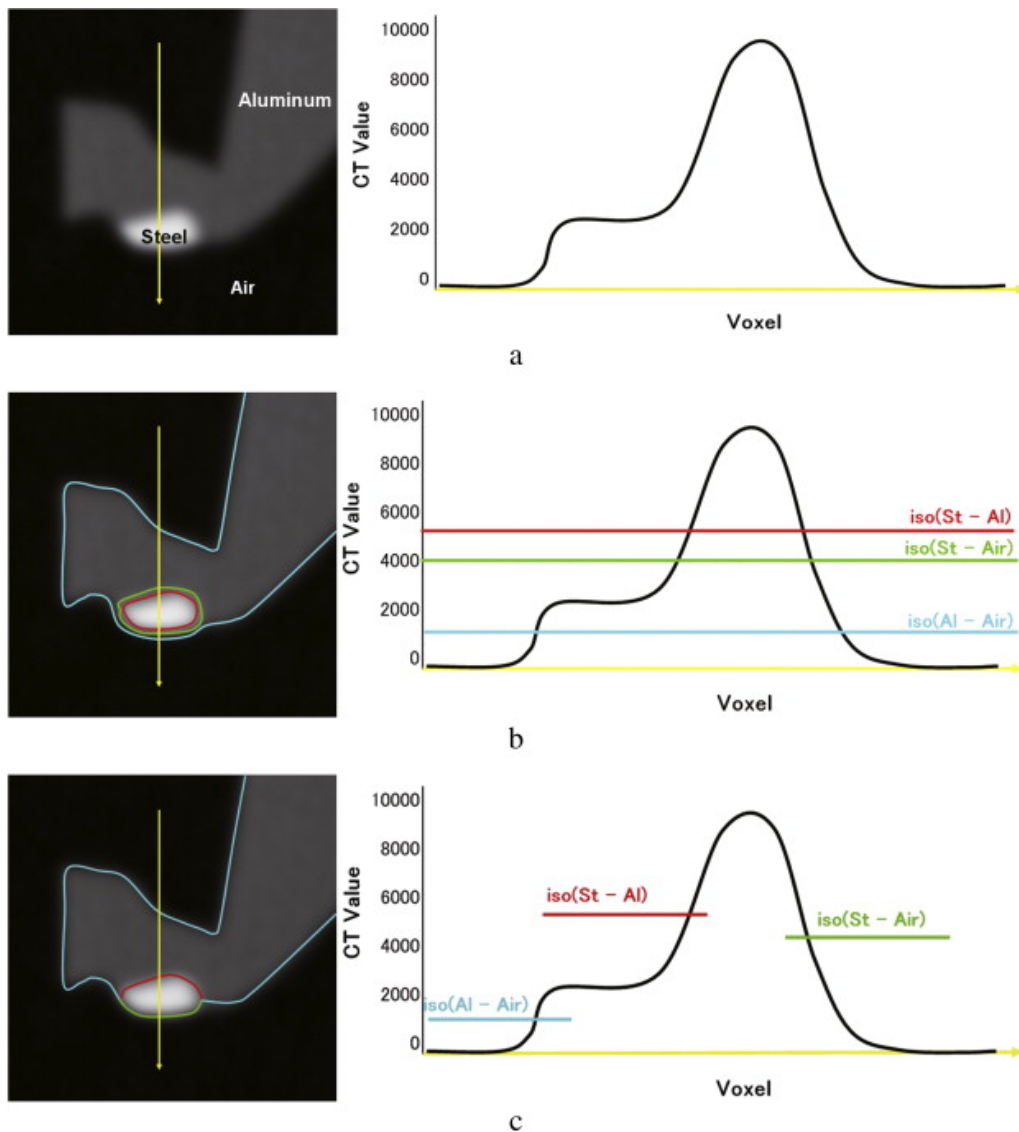 Aluminum
Steel
Air
CT Value
10000
8000
6000
4000
2000
0
Voxel
a
CT Value
10000
8000
6000
4000
2000
0
iso(St - Al)
iso(St - Air)
iso(Al - Air)
Voxel
b
CT Value
10000
8000
6000
4000
2000
0
iso(St - Al)
iso(St - Air)
iso(Al - Air)
Voxel
c